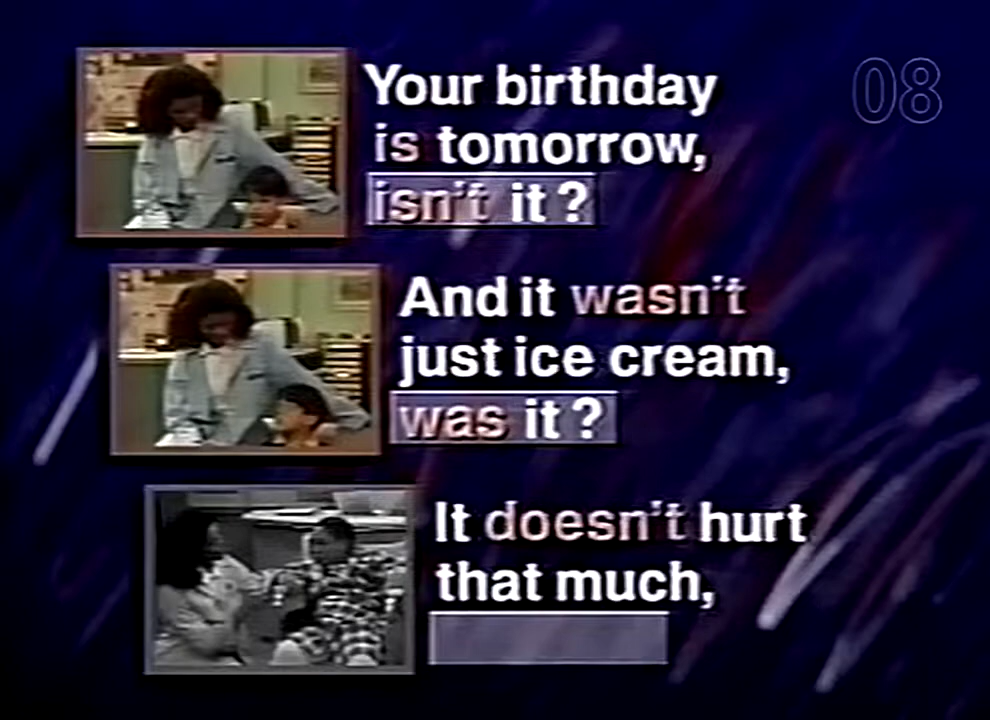 Your birthday
is tomorrow,
isn't it?
08
And it wasn't
just ice cream,
was it?
It doesn't hurt
that much,